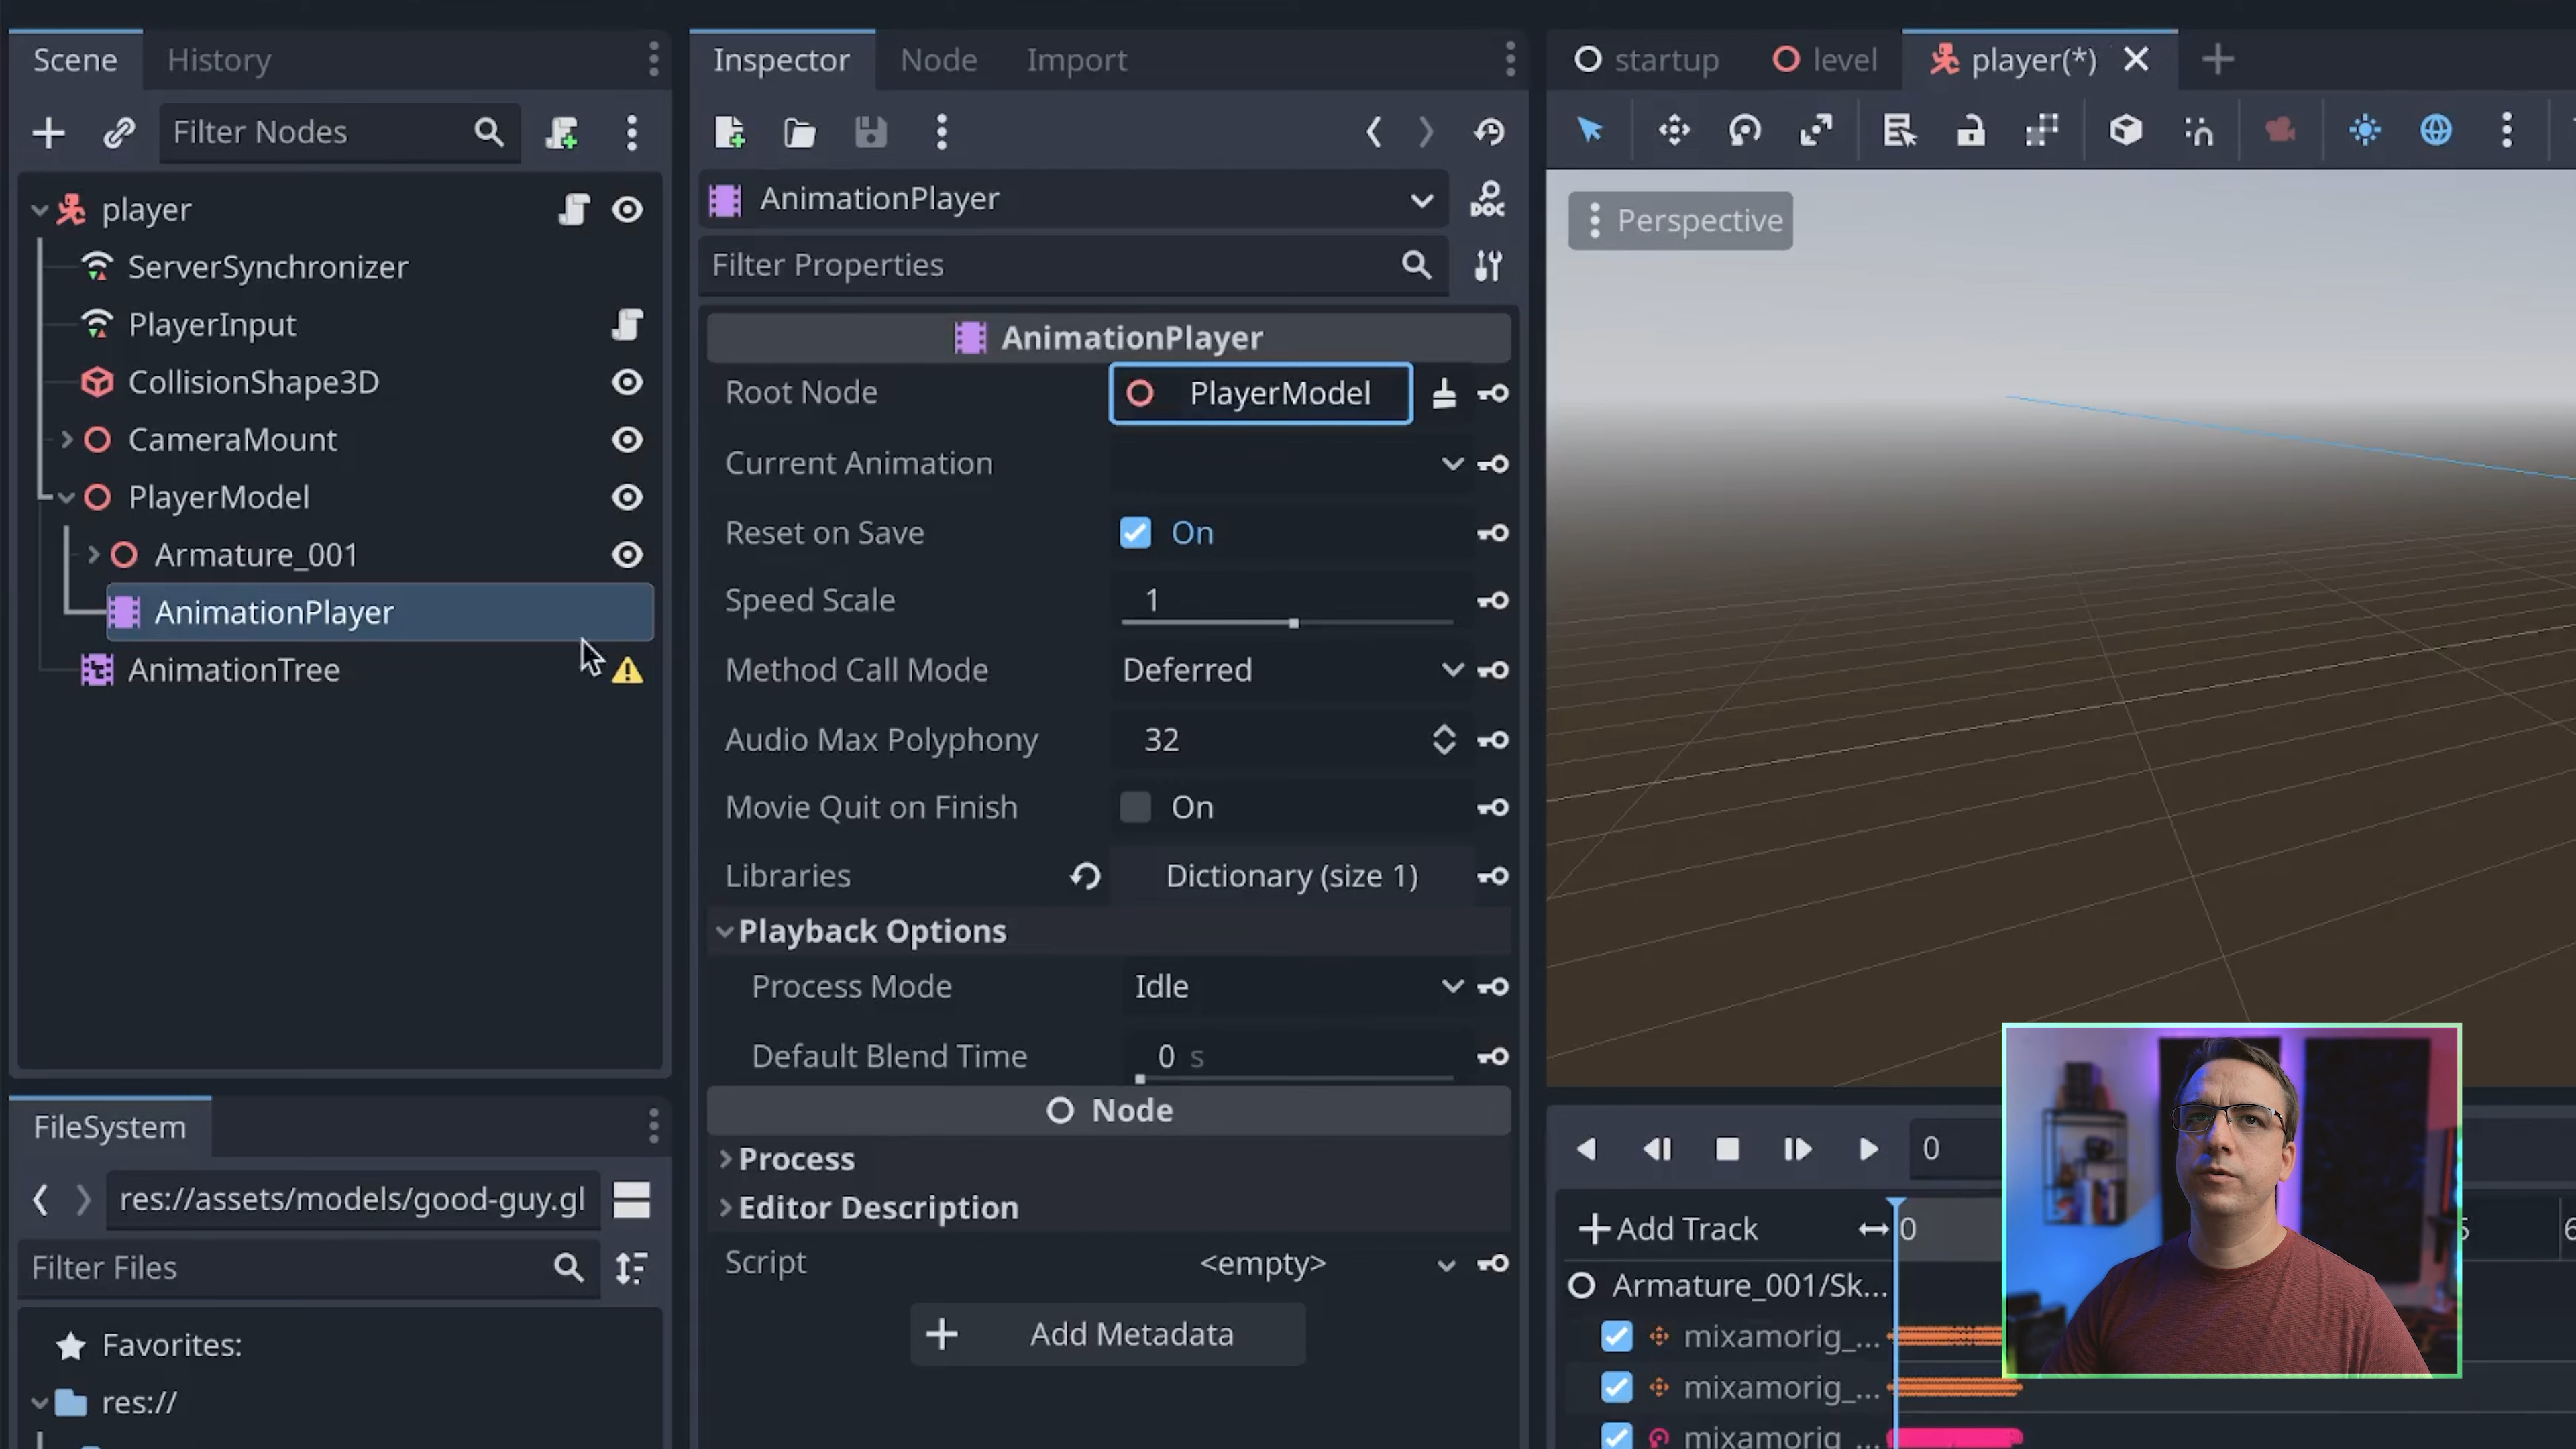 Scene
History
Filter Nodes
player
ServerSynchronizer
PlayerInput
CollisionShape3D
CameraMount
PlayerModel
Armature_001
AnimationPlayer
AnimationTree
FileSystem
res://assets/models/good-guy.gl
Filter Files
Favorites:
res://
Inspector
Node
Import
AnimationPlayer
DOC
Filter Properties
AnimationPlayer
Root Node
PlayerModel
Current Animation
Reset on Save
On
Speed Scale
1
Method Call Mode
Deferred
Audio Max Polyphony
32
Movie Quit on Finish
On
Libraries
Dictionary (size 1)
Playback Options
Process Mode
Idle
Default Blend Time
0 s
Node
Process
Editor Description
Script
<empty>
Add Metadata
startup
level
player(*)
Perspective
0
Add Track
0
Armature_001/Sk...
mixamorig_...
mixamorig_...
mixamorig_...